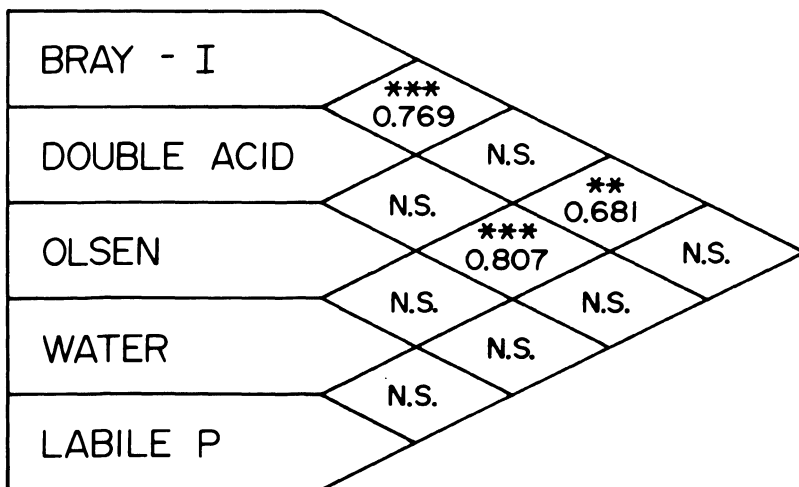 BRAY - I
***
0.769
DOUBLE ACID
N.S.
N.S.
**
0.681
OLSEN
***
0.807
N.S.
N.S.
N.S.
WATER
N.S.
N.S.
LABILE P